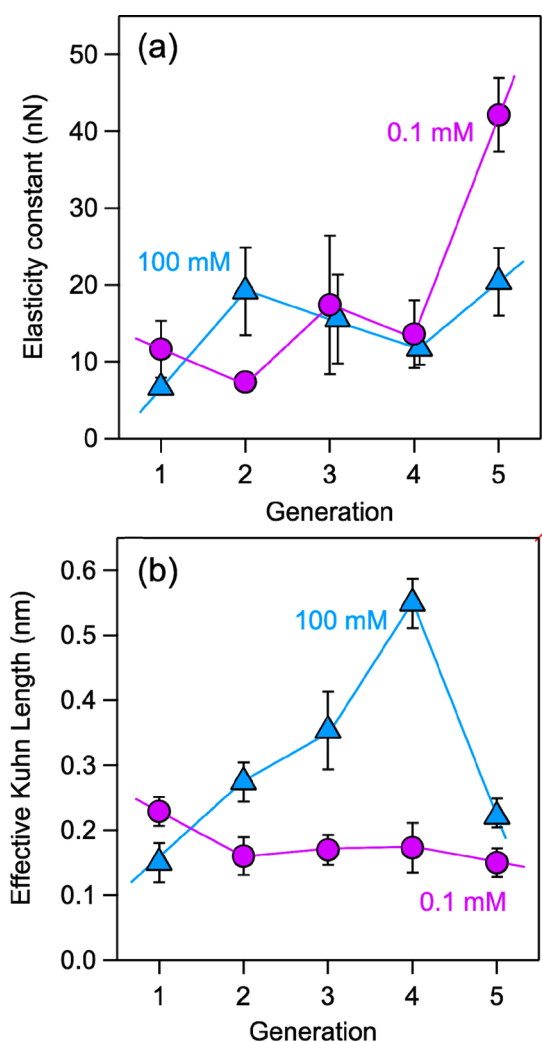 (a)
50
40
30
20
10
0
Elasticity constant (nN)
0.1 mM
100 mM
1 2 3 4 5
Generation
(b)
0.6
0.5
0.4
0.3
0.2
0.1
0.0
Effective Kuhn Length (nm)
100 mM
0.1 mM
1 2 3 4 5
Generation